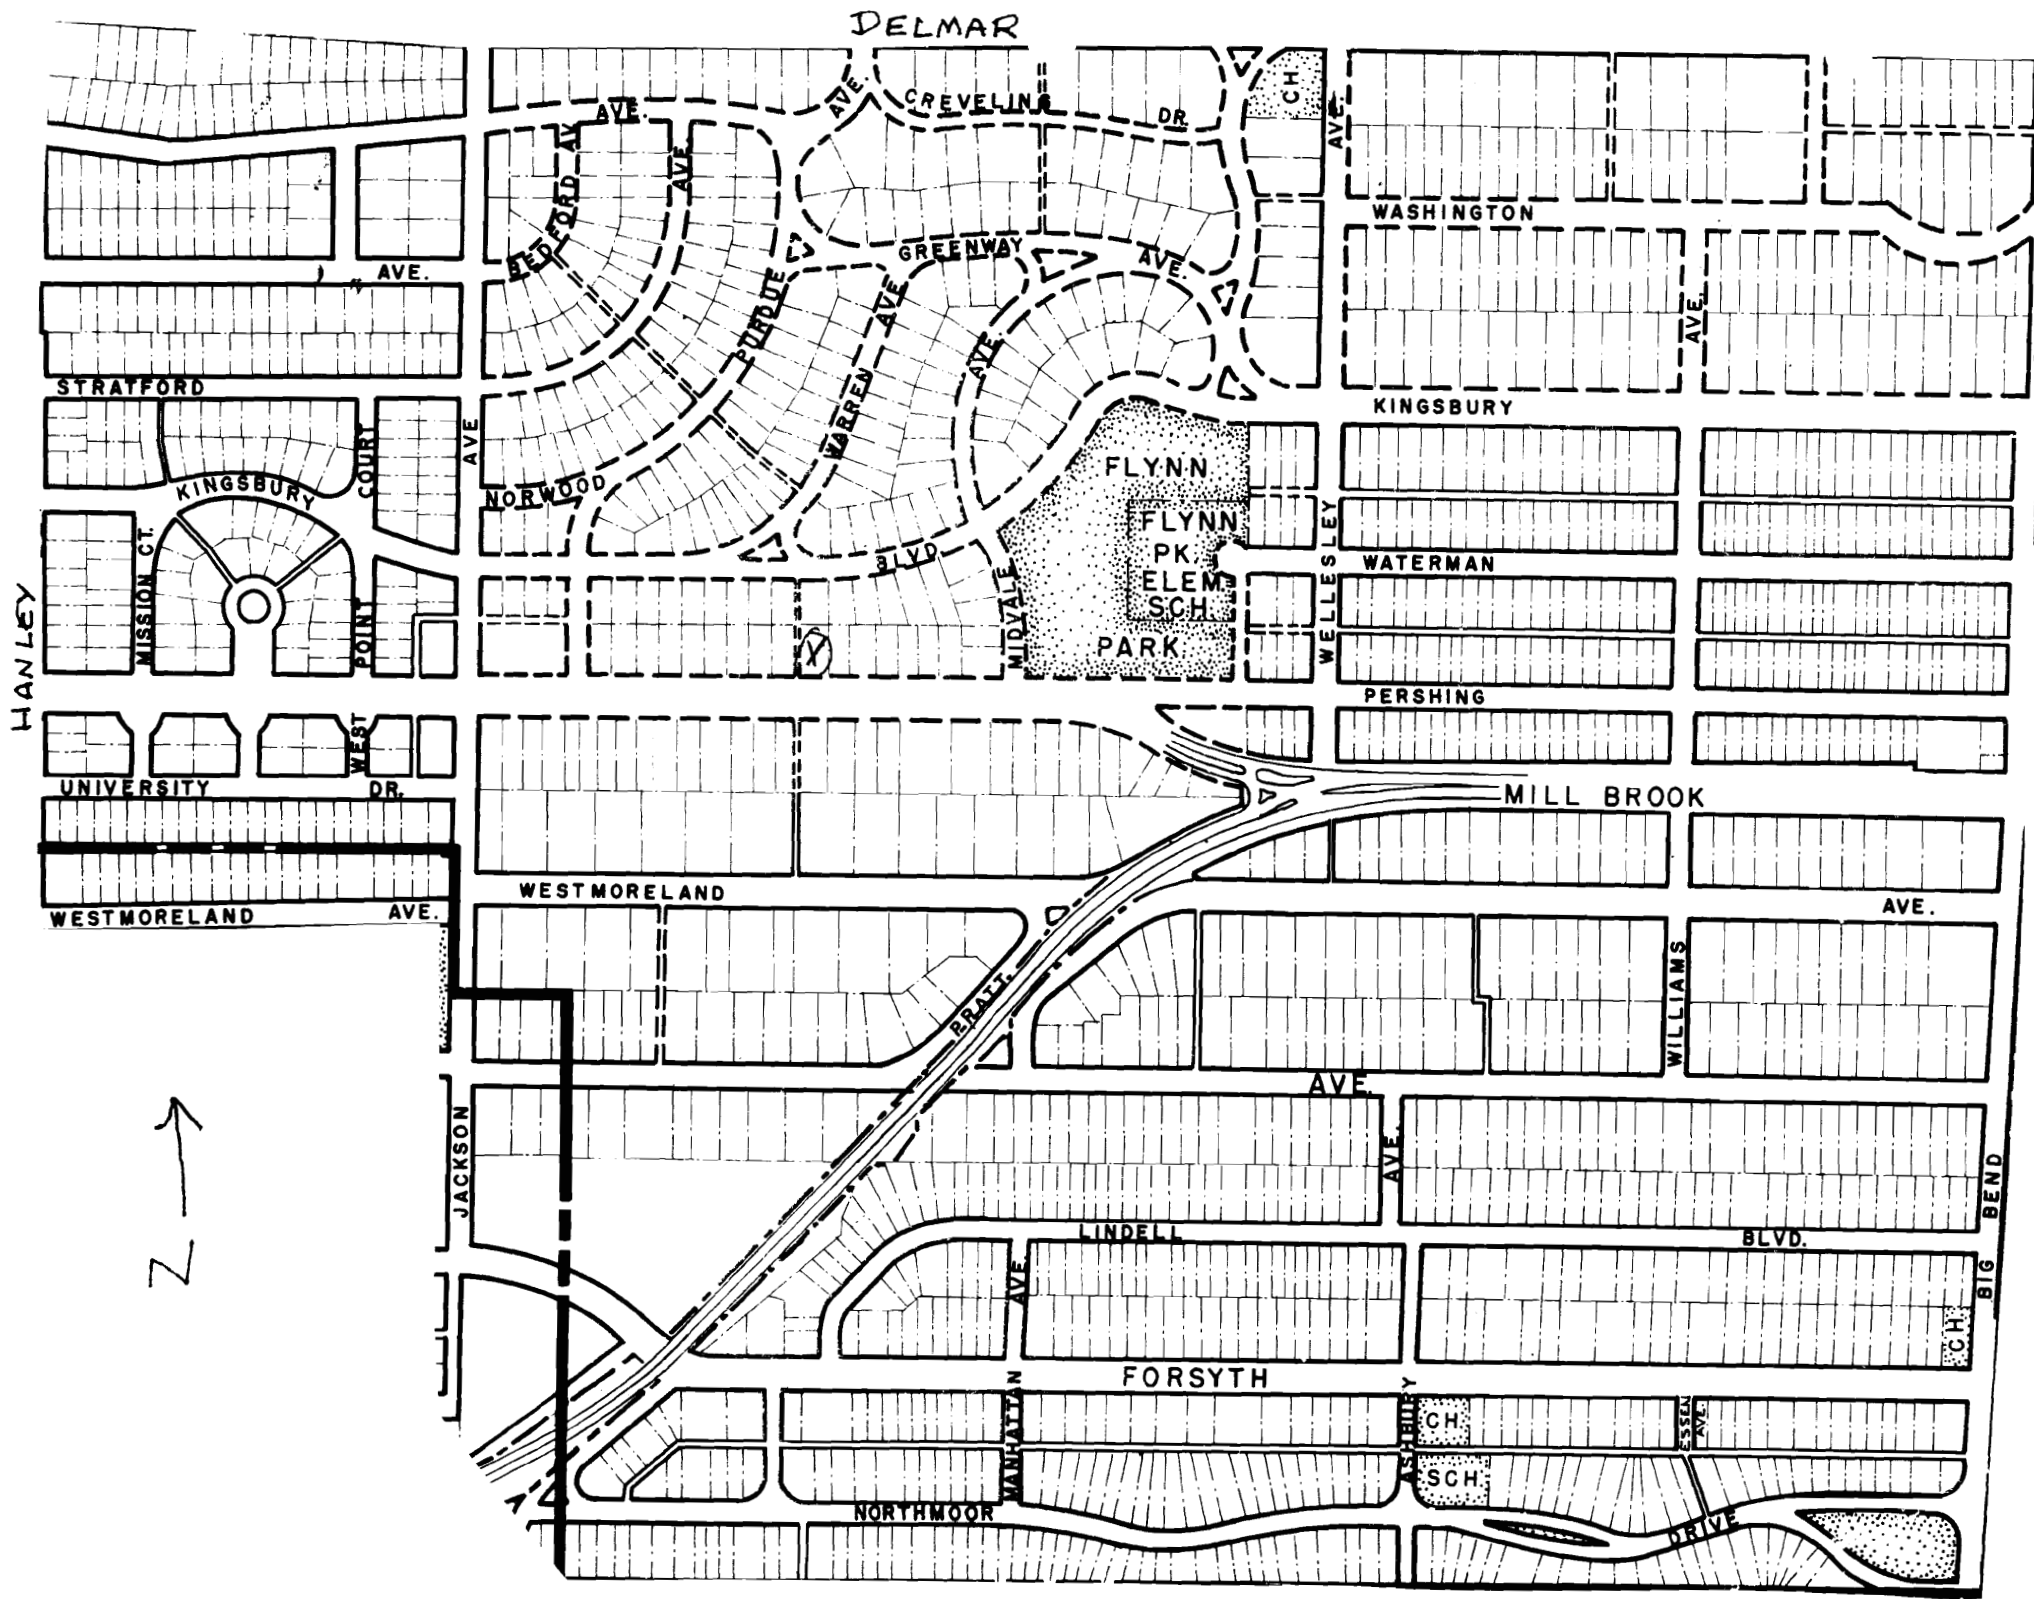 DELMAR
CH.
AVE.
AVE.
CREVELING
DR.
AVE.
BEDFORD AV.
AVE
WASHINGTON
GREENWAY
AVE.
AVE.
PURDUE
WARREN AVE
AVE.
AVE.
STRATFORD
KINGSBURY
COURT
AVE
KINGSBURY
NORWOOD
FLYNN
FLYNN
PK.
ELEM.
SCH.
PARK
BLVD.
MIDVALE
WELLESLEY
WATERMAN
HANLEY
MISSION CT.
POINT
X
PERSHING
WEST
UNIVERSITY
DR.
MILL BROOK
WESTMORELAND
WESTMORELAND
AVE.
AVE.
PRATT.
WILLIAMS
AVE.
N
JACKSON
AVE.
BIG BEND
LINDELL
BLVD.
AVE.
CH.
FORSYTH
MANHATTAN
ASHBURY
CH.
ESSEN
AVE.
SCH.
NORTHMOOR
DRIVE